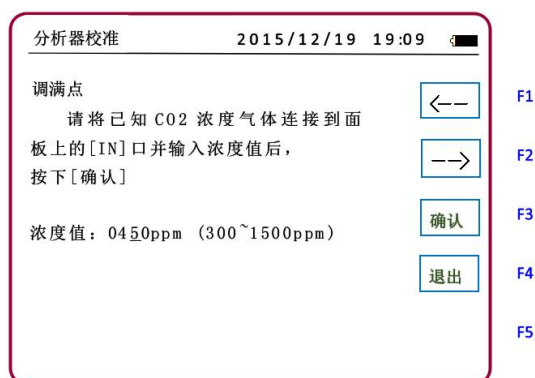 分析器校准 2015/12/19 19:09
调满点
请将已知 CO2 浓度气体连接到面
板上的[IN]口并输入浓度值后，
按下[确认]
浓度值：0450ppm (300~1500ppm)
<--
-->
确认
退出
F1
F2
F3
F4
F5